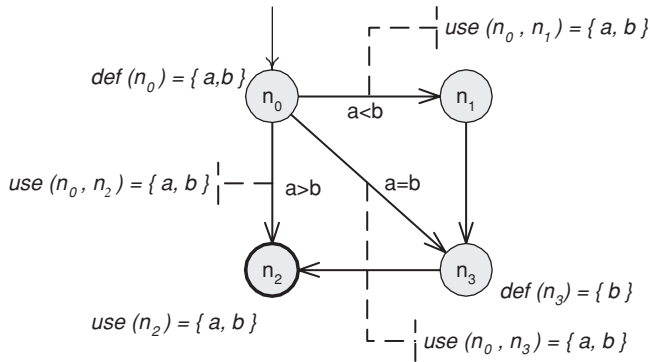 use (n0 , n1) = { a, b }
def (n0) = { a,b }
n0
n1
a<b
use (n0 , n2) = { a, b }
a>b
a=b
n2
n3
def (n3) = { b }
use (n2) = { a, b }
use (n0 , n3) = { a, b }